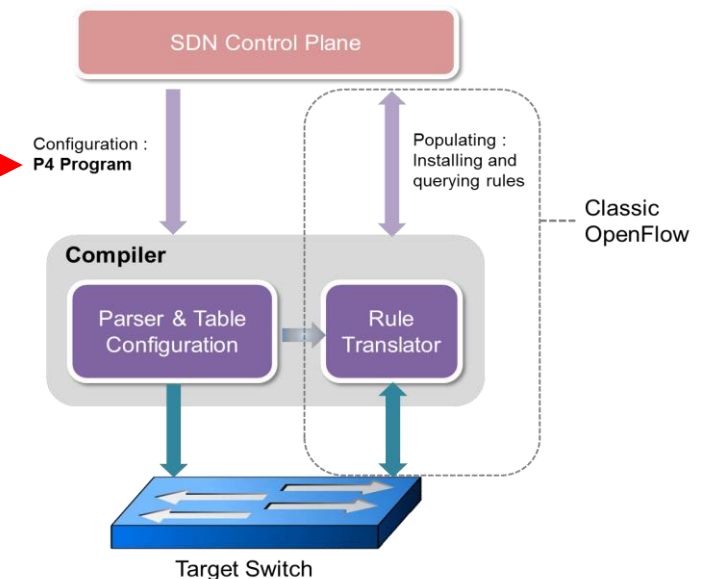 SDN Control Plane
Configuration :
P4 Program
Populating :
Installing and
querying rules
Classic
OpenFlow
Compiler
Parser & Table
Configuration
Rule
Translator
Target Switch